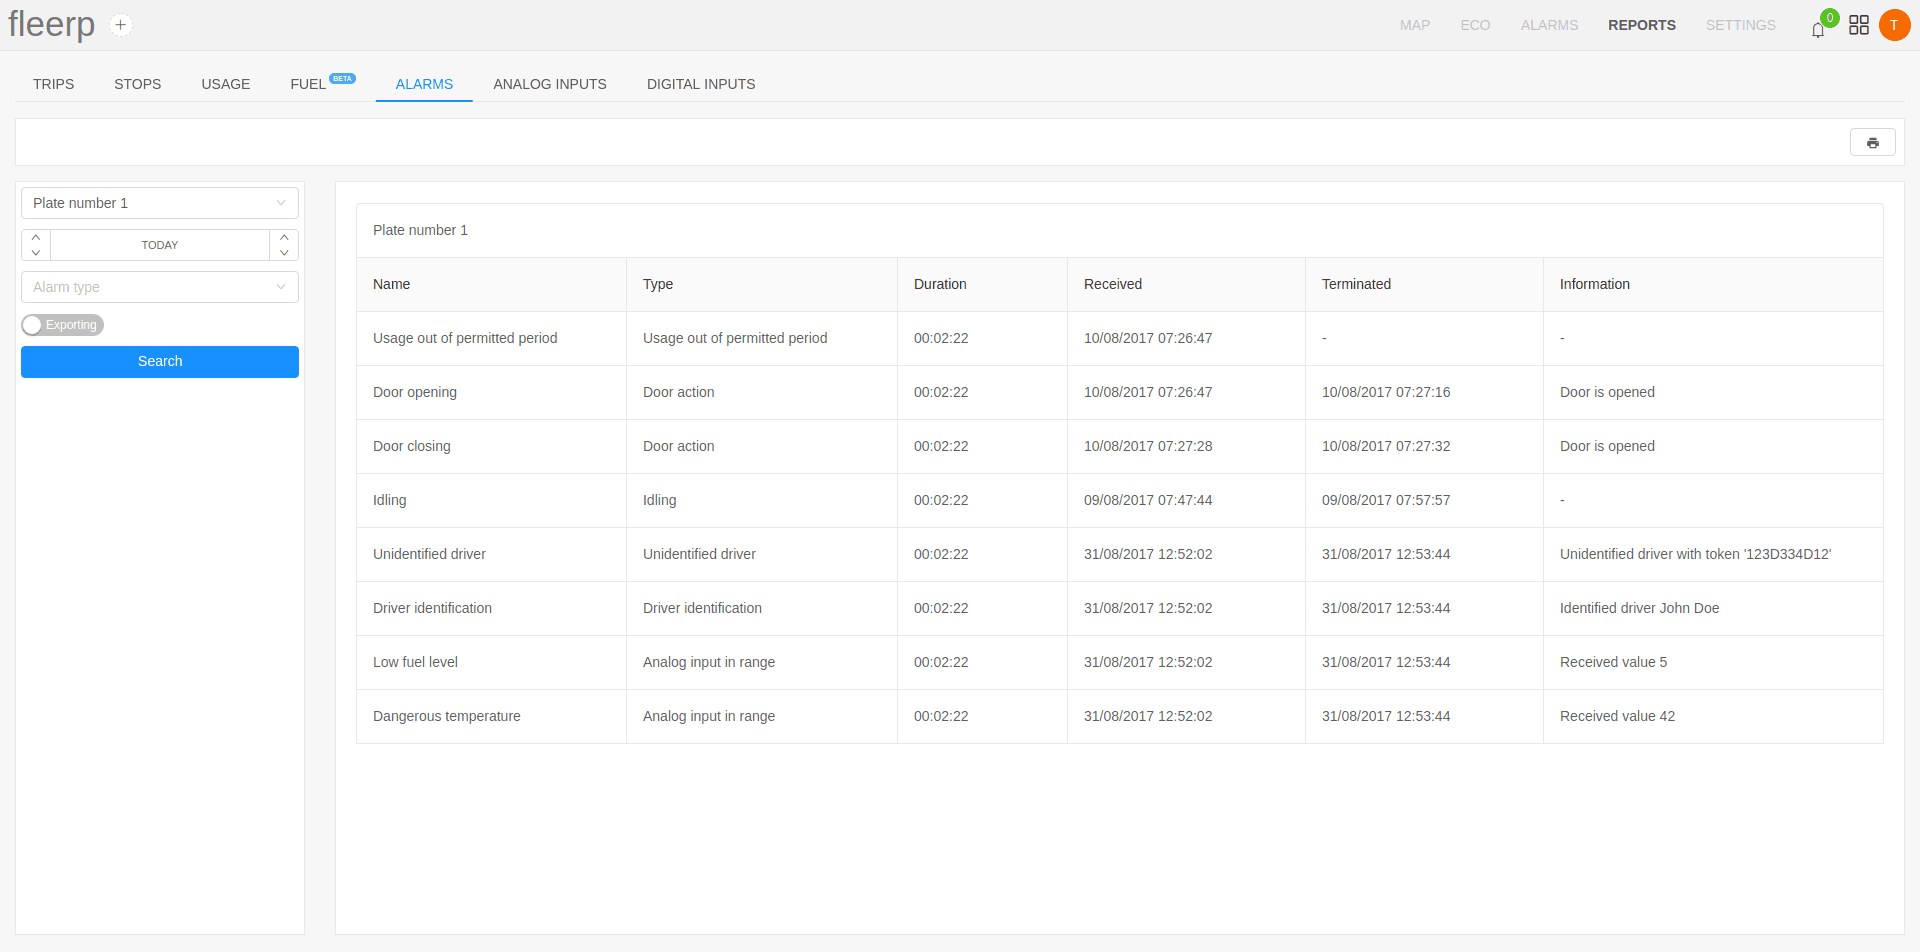 fleerp
MAP ECO ALARMS REPORTS SETTINGS 0 T
TRIPS STOPS USAGE FUEL BETA ALARMS ANALOG INPUTS DIGITAL INPUTS
Plate number 1
TODAY
Alarm type
Exporting
Search
Plate number 1
Name Type Duration Received Terminated Information
Usage out of permitted period Usage out of permitted period 00:02:22 10/08/2017 07:26:47 - -
Door opening Door action 00:02:22 10/08/2017 07:26:47 10/08/2017 07:27:16 Door is opened
Door closing Door action 00:02:22 10/08/2017 07:27:28 10/08/2017 07:27:32 Door is opened
Idling Idling 00:02:22 09/08/2017 07:47:44 09/08/2017 07:57:57 -
Unidentified driver Unidentified driver 00:02:22 31/08/2017 12:52:02 31/08/2017 12:53:44 Unidentified driver with token '123D334D12'
Driver identification Driver identification 00:02:22 31/08/2017 12:52:02 31/08/2017 12:53:44 Identified driver John Doe
Low fuel level Analog input in range 00:02:22 31/08/2017 12:52:02 31/08/2017 12:53:44 Received value 5
Dangerous temperature Analog input in range 00:02:22 31/08/2017 12:52:02 31/08/2017 12:53:44 Received value 42